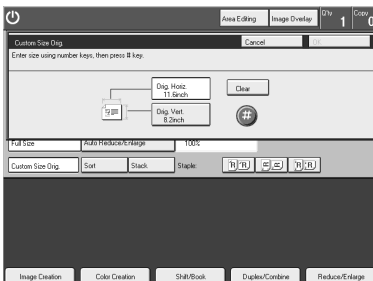 Area Editing Image Overlay Q'ty 1 Copy 0
Custom Size Orig. Cancel OK
Enter size using number keys, then press # key.
Orig. Horiz. Clear
11.6inch
Orig. Vert. #
8.2inch
Full Size Auto Reduce/Enlarge 100%
Custom Size Orig. Sort Stack Staple:
Image Creation Color Creation Shift/Book Duplex/Combine Reduce/Enlarge